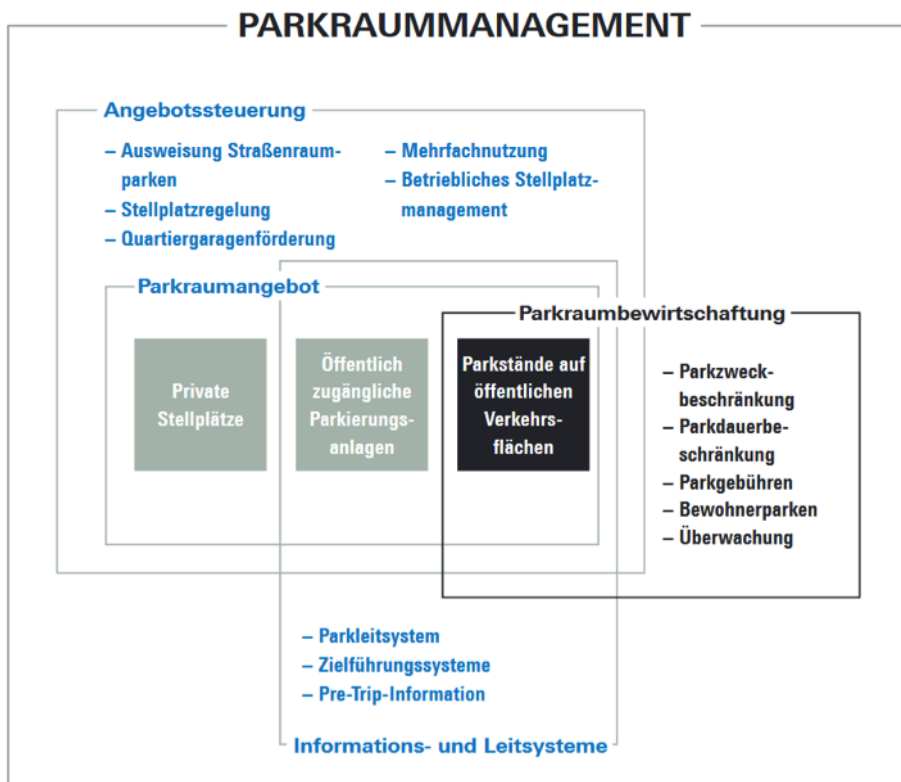 PARKRAUMMANAGEMENT
Angebotssteuerung
– Ausweisung Straßenraum-
parken
– Stellplatzregelung
– Quartiergaragenförderung
– Mehrfachnutzung
– Betriebliches Stellplatz-
management
Parkraumangebot
Private
Stellplätze
Öffentlich
zugängliche
Parkierungs-
anlagen
Parkstände auf
öffentlichen
Verkehrs-
flächen
Parkraumbewirtschaftung
– Parkzweck-
beschränkung
– Parkdauerbe-
schränkung
– Parkgebühren
– Bewohnerparken
– Überwachung
– Parkleitsystem
– Zielführungssysteme
– Pre-Trip-Information
Informations- und Leitsysteme